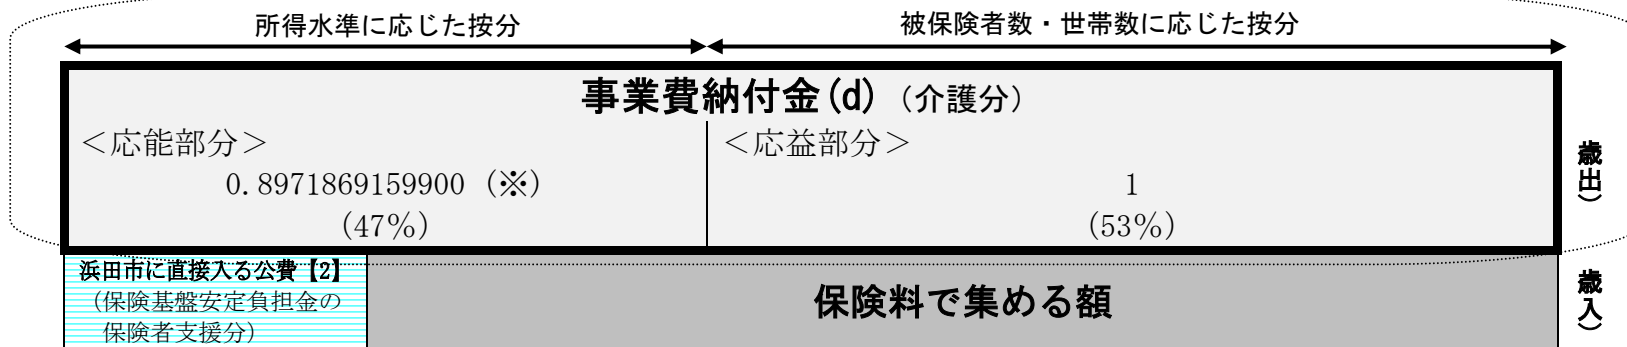 所得水準に応じた按分
被保険者数・世帯数に応じた按分
事業費納付金(d)（介護分）
＜応能部分＞
0.8971869159900（※）
(47%)
＜応益部分＞
1
(53%)
歳出）
浜田市に直接入る公費【2】
（保険基盤安定負担金の
保険者支援分）
保険料で集める額
歳入）